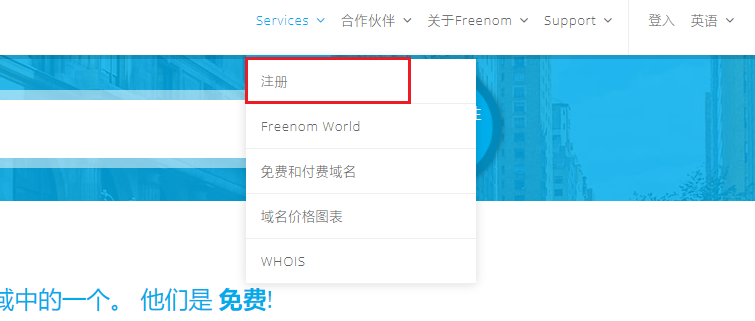 Services 合作伙伴 关于Freenom Support 登入 英语
注册
Freenom World
免费和付费域名
域名价格图表
WHOIS
域中的一个。 他们是 免费!